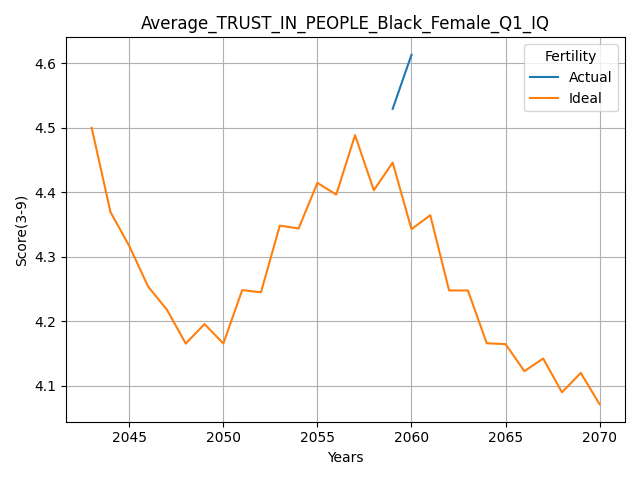 Average_TRUST_IN_PEOPLE_Black_Female_Q1_IQ
Fertility
Actual
Ideal
Score(3-9)
4.6
4.5
4.4
4.3
4.2
4.1
2045 2050 2055 2060 2065 2070
Years